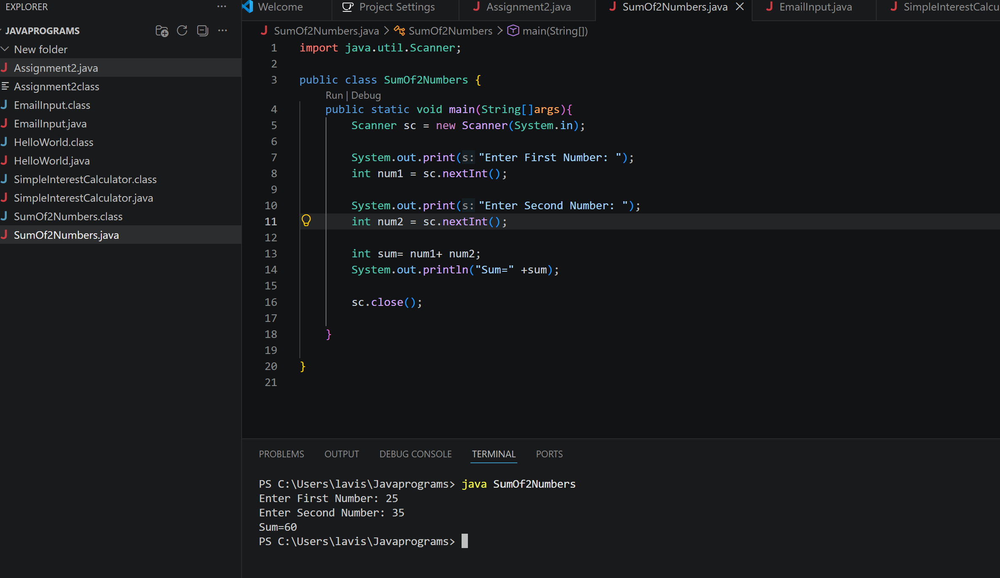 EXPLORER
JAVAPROGRAMS
New folder
Assignment2.java
Assignment2class
EmailInput.class
EmailInput.java
HelloWorld.class
HelloWorld.java
SimpleInterestCalculator.class
SimpleInterestCalculator.java
SumOf2Numbers.class
SumOf2Numbers.java
Welcome Project Settings Assignment2.java SumOf2Numbers.java EmailInput.java SimpleInterestCalcu
SumOf2Numbers.java > SumOf2Numbers > main(String[])
1 import java.util.Scanner;
2
3 public class SumOf2Numbers {
Run | Debug
4 public static void main(String[]args){
5 Scanner sc = new Scanner(System.in);
6
7 System.out.print(s: "Enter First Number: ");
8 int num1 = sc.nextInt();
9
10 System.out.print(s: "Enter Second Number: ");
11 int num2 = sc.nextInt();
12
13 int sum= num1+ num2;
14 System.out.println("Sum=" +sum);
15
16 sc.close();
17
18 }
19
20 }
21
PROBLEMS OUTPUT DEBUG CONSOLE TERMINAL PORTS
PS C:\Users\lavis\Javaprograms> java SumOf2Numbers
Enter First Number: 25
Enter Second Number: 35
Sum=60
PS C:\Users\lavis\Javaprograms>